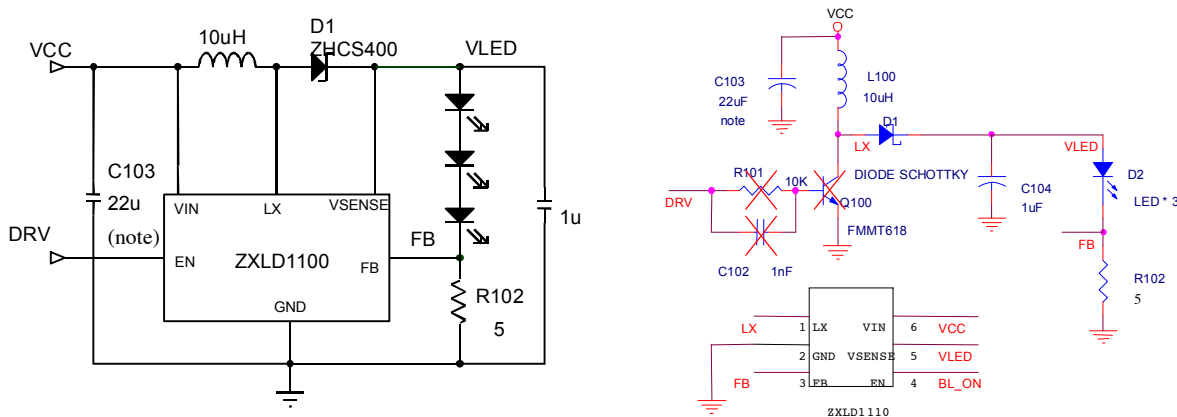 D1
10uH
ZHCS400
VCC
VLED
C103
22u
(note)
VIN
LX
VSENSE
1u
DRV
FB
EN
ZXLD1100
FB
R102
5
GND
VCC
C103
22uF
note
L100
10uH
D1
LX
VLED
R101
10K
DIODE SCHOTTKY
D2
DRV
Q100
C104
1uF
LED * 3
FMMT618
FB
C102
1nF
R102
5
LX
1
LX
VIN
6
VCC
2
GND
VSENSE
5
VLED
FB
3
FB
EN
4
BL_ON
ZXLD1110